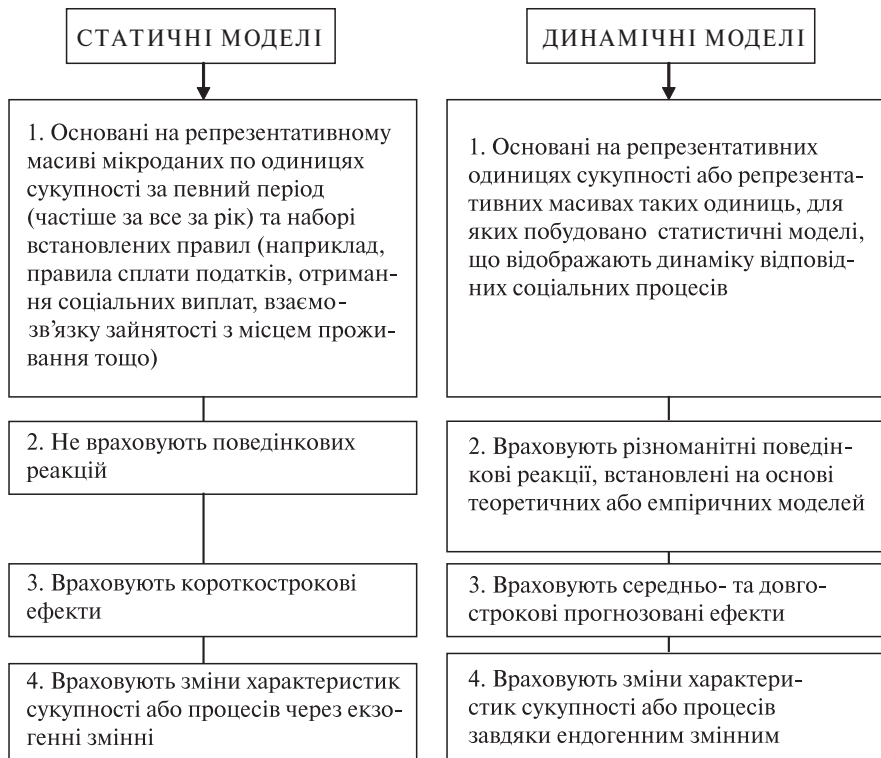 СТАТИЧНІ МОДЕЛІ
1. Основані на репрезентативному
масиві мікроданих по одиницях
сукупності за певний період
(частіше за все за рік) та наборі
встановлених правил (наприклад,
правила сплати податків, отриман-
ня соціальних виплат, взаємо-
зв'язку зайнятості з місцем прожи-
вання тощо)
2. Не враховують поведінкових
реакцій
3. Враховують короткострокові
ефекти
4. Враховують зміни характеристик
сукупності або процесів через екзо-
генні змінні
ДИНАМІЧНІ МОДЕЛІ
1. Основані на репрезентативних
одиницях сукупності або репрезента-
тивних масивах таких одиниць, для
яких побудовано статистичні моделі,
що відображають динаміку відповід-
них соціальних процесів
2. Враховують різноманітні поведін-
кові реакції, встановлені на основі
теоретичних або емпіричних моделей
3. Враховують середньо- та довго-
строкові прогнозовані ефекти
4. Враховують зміни характери-
стик сукупності або процесів
завдяки ендогенним змінним